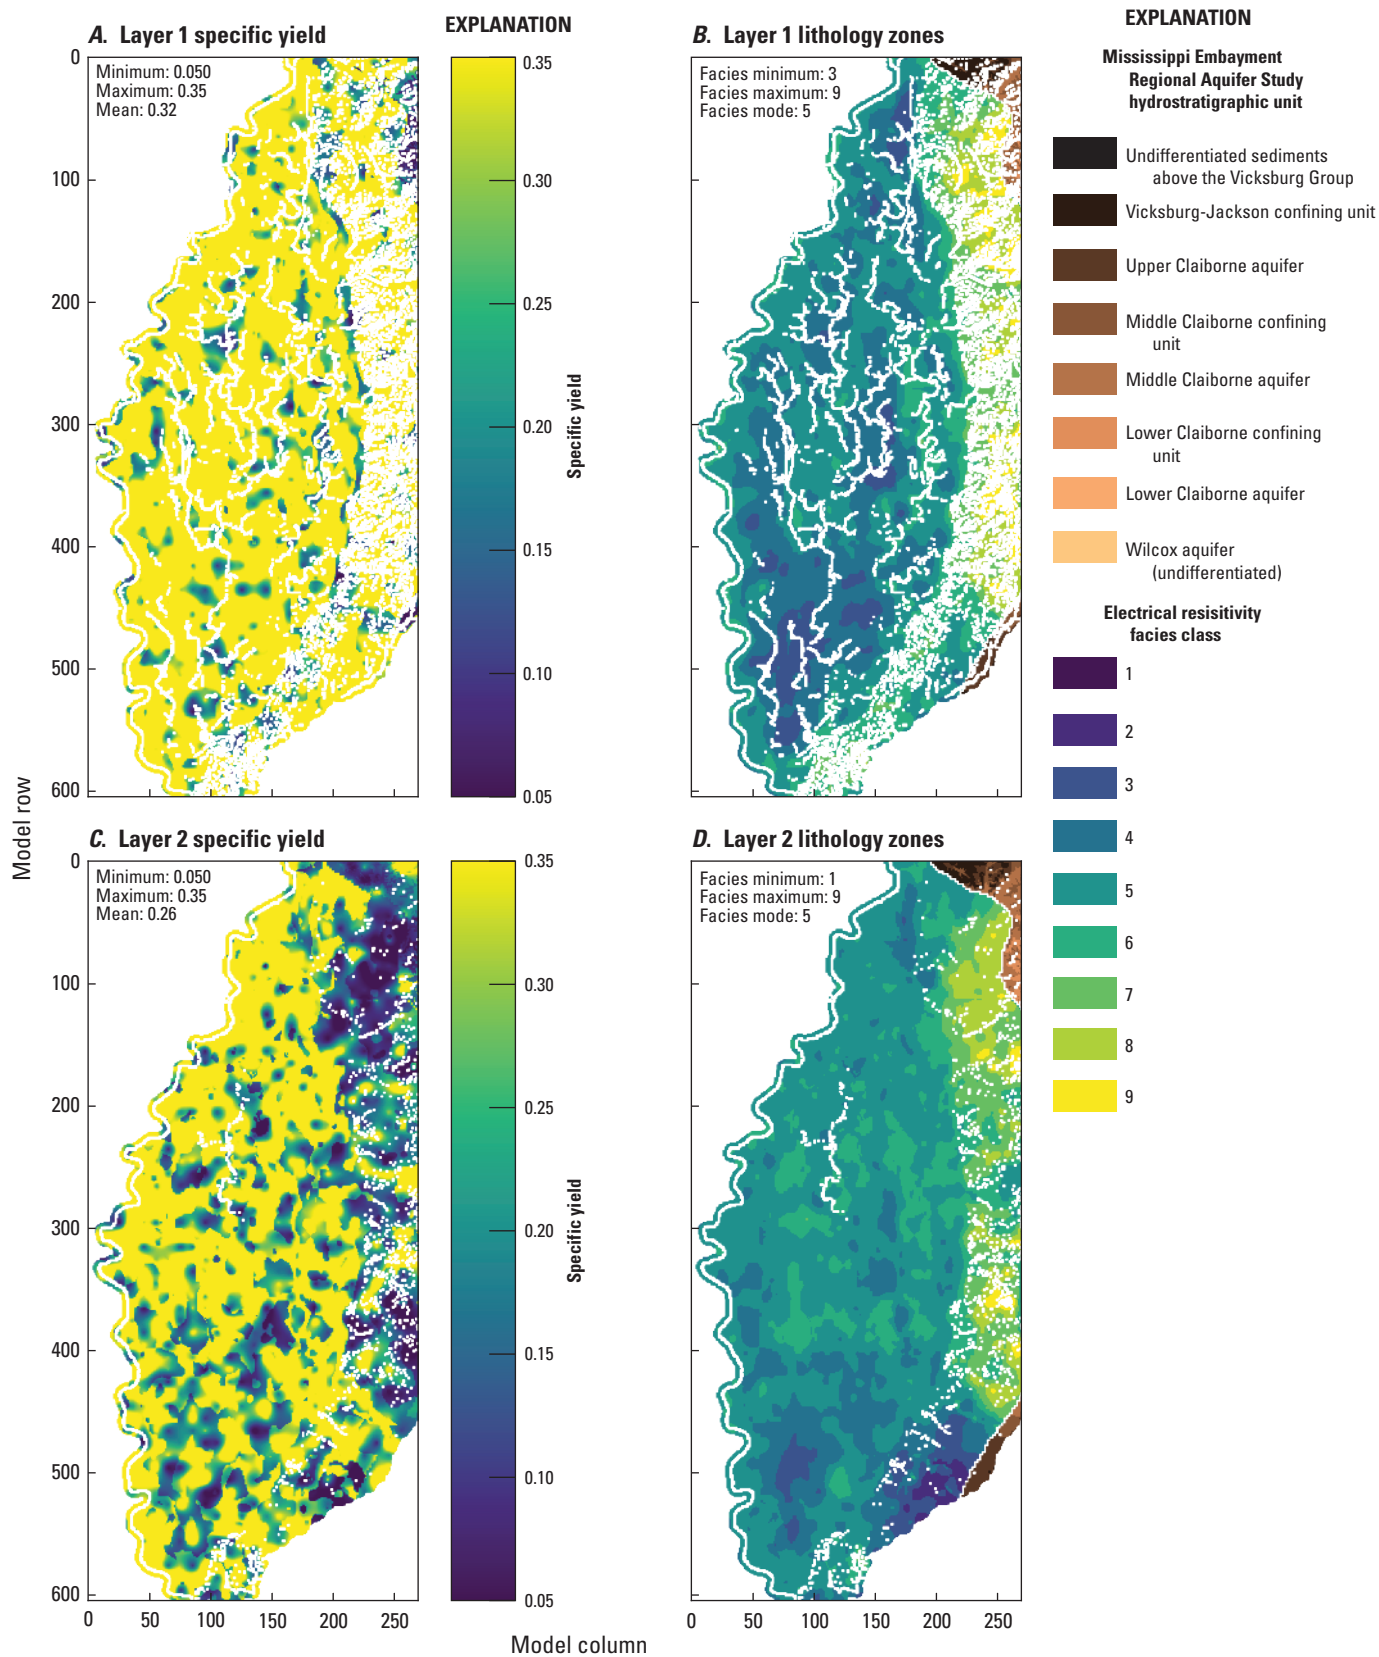 A. Layer 1 specific yield
EXPLANATION
Minimum: 0.050
Maximum: 0.35
Mean: 0.32
0
100
200
300
400
500
600
0.35
0.30
0.25
0.20
0.15
0.10
0.05
Specific yield
B. Layer 1 lithology zones
Facies minimum: 3
Facies maximum: 9
Facies mode: 5
EXPLANATION
Mississippi Embayment
Regional Aquifer Study
hydrostratigraphic unit
Undifferentiated sediments
above the Vicksburg Group
Vicksburg-Jackson confining unit
Upper Claiborne aquifer
Middle Claiborne confining
unit
Middle Claiborne aquifer
Lower Claiborne confining
unit
Lower Claiborne aquifer
Wilcox aquifer
(undifferentiated)
Electrical resisitivity
facies class
1
2
3
4
5
6
7
8
9
Model row
C. Layer 2 specific yield
Minimum: 0.050
Maximum: 0.35
Mean: 0.26
0
100
200
300
400
500
600
0 50 100 150 200 250
0.35
0.30
0.25
0.20
0.15
0.10
0.05
Specific yield
D. Layer 2 lithology zones
Facies minimum: 1
Facies maximum: 9
Facies mode: 5
0 50 100 150 200 250
Model column